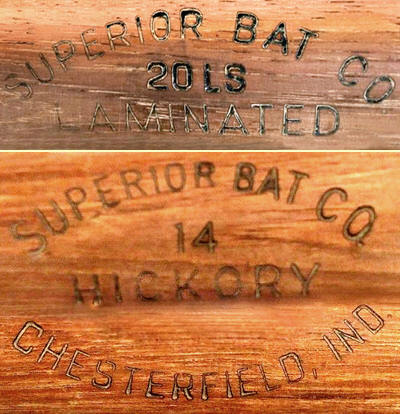 SUPERIOR BAT CO
20LS
LAMINATED
SUPERIOR BAT CO.
14
HICKORY
CHESTERFIELD, IND.